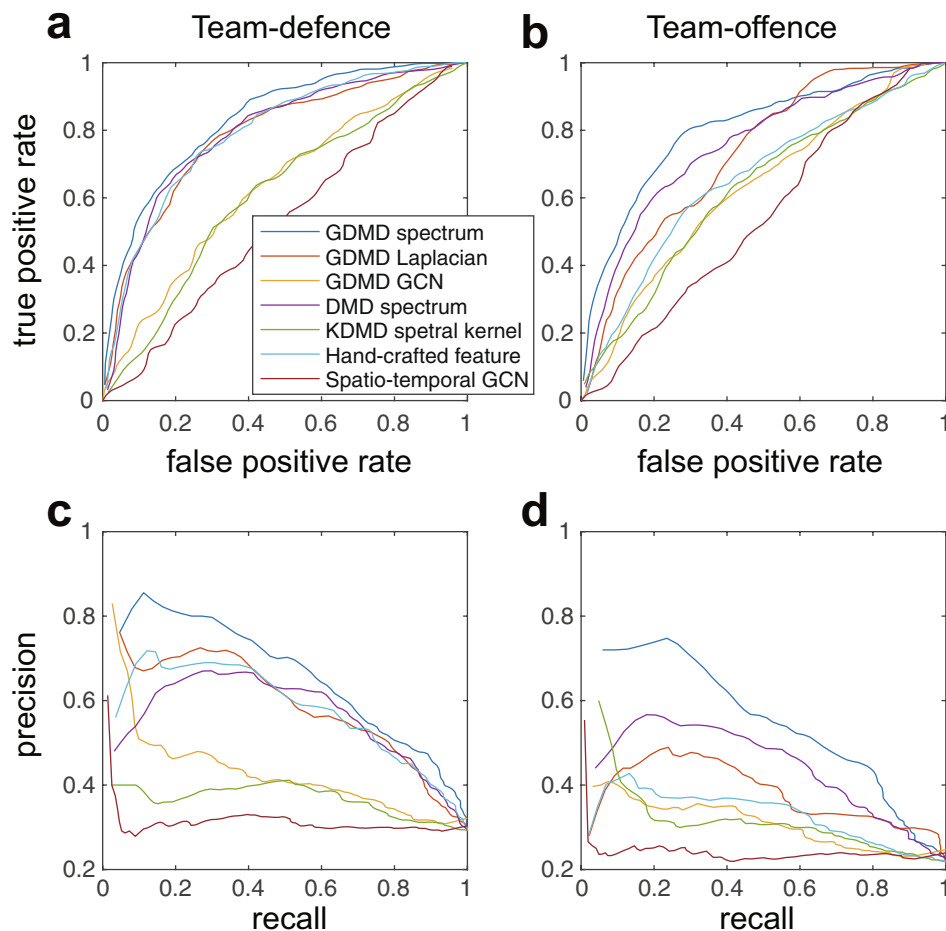 a Team-defence
b Team-offence
true positive rate
1
0.8
0.6
0.4
0.2
0
0 0.2 0.4 0.6 0.8 1
false positive rate
GDMD spectrum
GDMD Laplacian
GDMD GCN
DMD spectrum
KDMD spetral kernel
Hand-crafted feature
Spatio-temporal GCN
1
0.8
0.6
0.4
0.2
0
0 0.2 0.4 0.6 0.8 1
false positive rate
c
precision
1
0.8
0.6
0.4
0.2
0 0.2 0.4 0.6 0.8 1
recall
d
1
0.8
0.6
0.4
0.2
0 0.2 0.4 0.6 0.8 1
recall